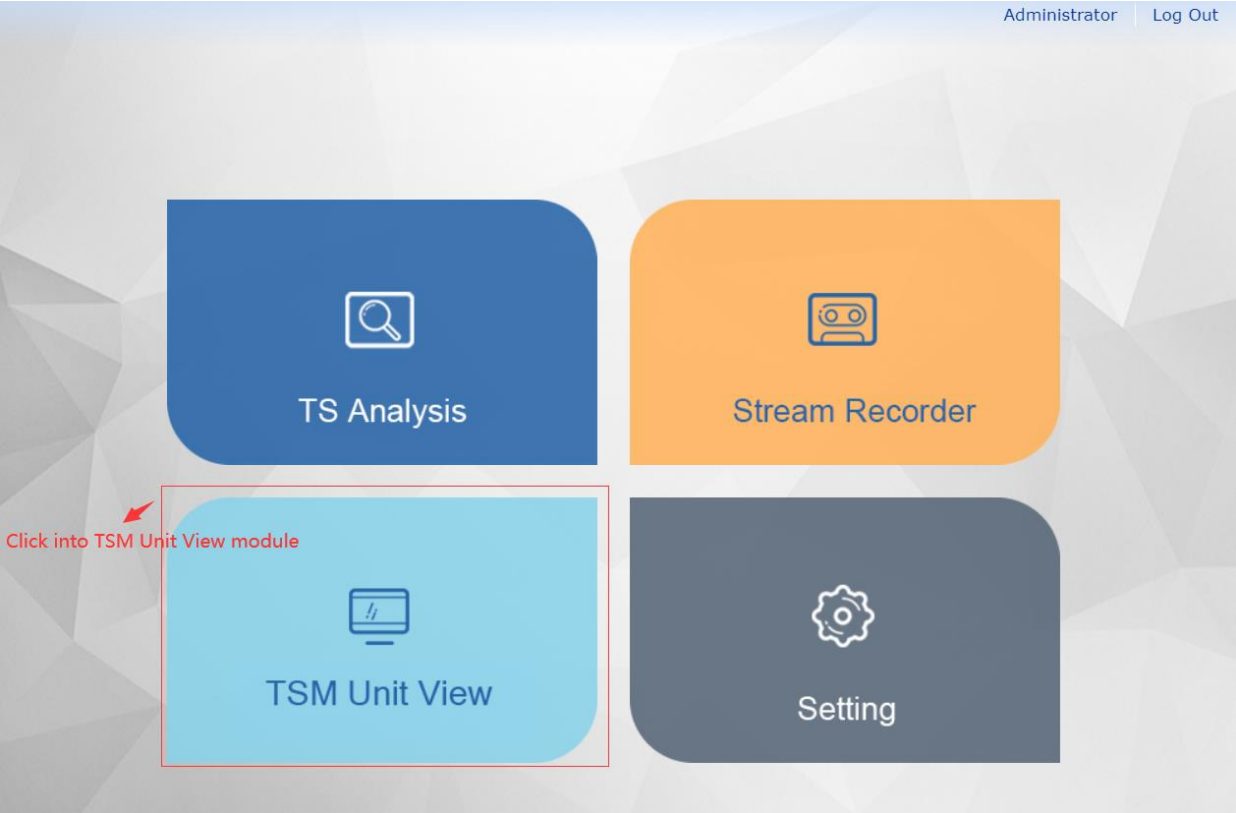 Administrator Log Out
TS Analysis
Stream Recorder
Click into TSM Unit View module
TSM Unit View
Setting